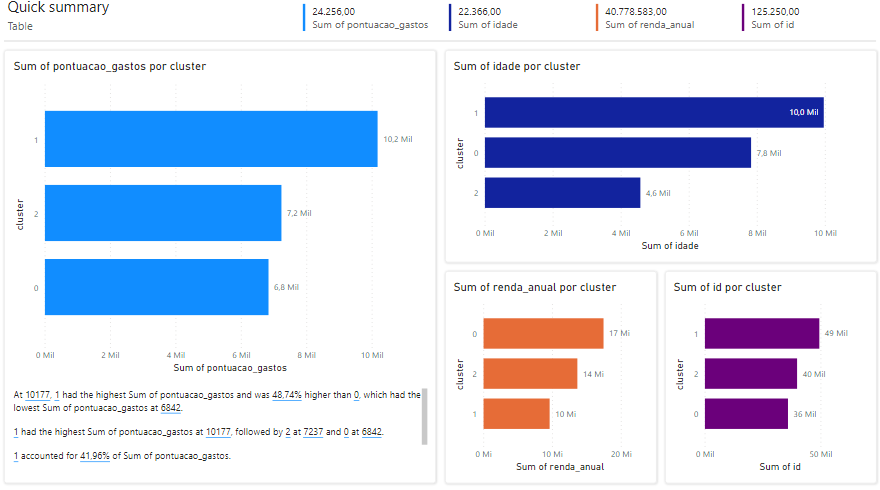 Quick summary
Table
24.256,00
Sum of pontuacao_gastos
22.366,00
Sum of idade
40.778.583,00
Sum of renda_anual
125.250,00
Sum of id
Sum of pontuacao_gastos por cluster
cluster
1
10,2 Mil
2
7,2 Mil
0
6,8 Mil
0 Mil 2 Mil 4 Mil 6 Mil 8 Mil 10 Mil
Sum of pontuacao_gastos
At 10177, 1 had the highest Sum of pontuacao_gastos and was 48.74% higher than 0, which had the
lowest Sum of pontuacao_gastos at 6842.
1 had the highest Sum of pontuacao_gastos at 10177, followed by 2 at 7237 and 0 at 6842.
1 accounted for 41.96% of Sum of pontuacao_gastos.
Sum of idade por cluster
cluster
1
10,0 Mil
0
7,8 Mil
2
4,6 Mil
0 Mil 2 Mil 4 Mil 6 Mil 8 Mil 10 Mil
Sum of idade
Sum of renda_anual por cluster
cluster
0
17 Mi
2
14 Mi
1
10 Mi
0 Mi 10 Mi 20 Mi
Sum of renda_anual
Sum of id por cluster
cluster
1
49 Mil
2
40 Mil
0
36 Mil
0 Mil 50 Mil
Sum of id